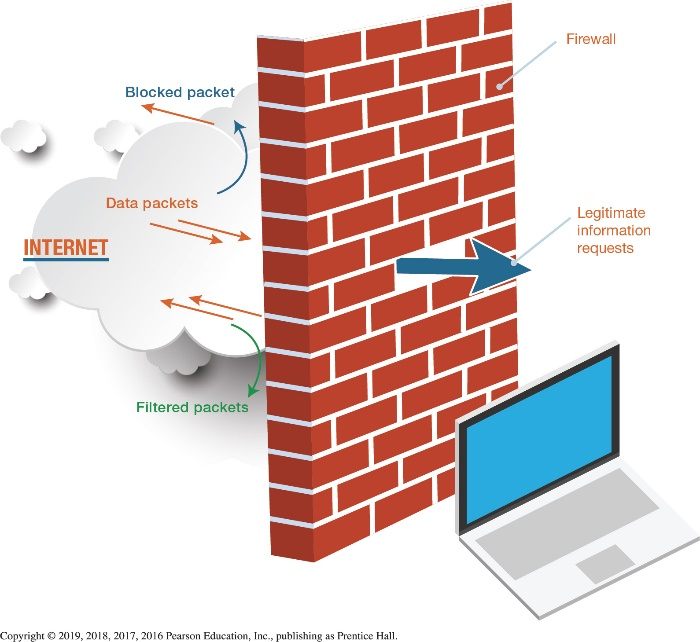 Firewall
Blocked packet
Data packets
Legitimate
information
requests
INTERNET
Filtered packets
Copyright © 2019, 2018, 2017, 2016 Pearson Education, Inc., publishing as Prentice Hall.